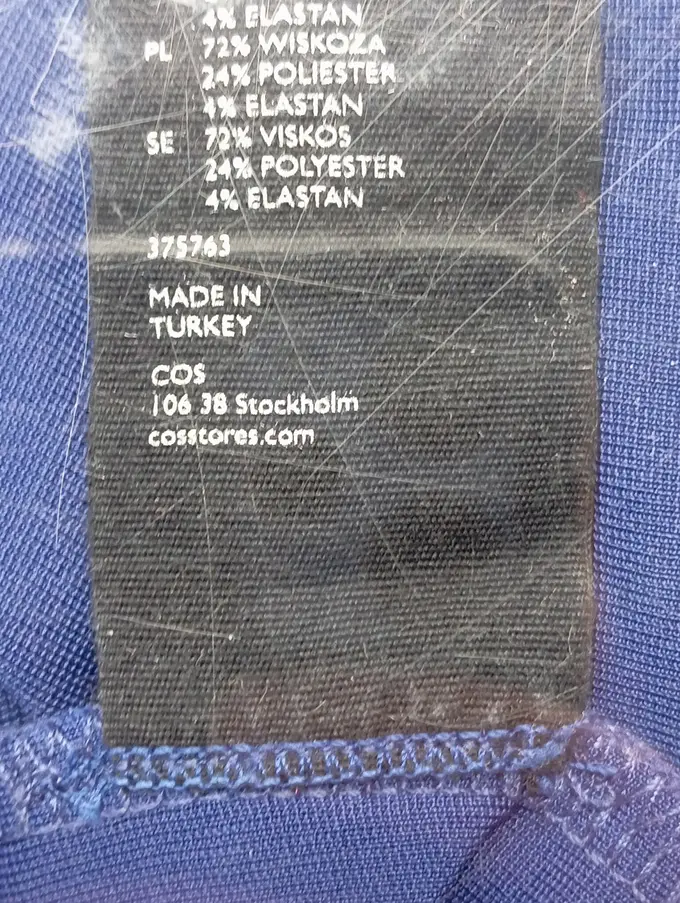 4% ELASTAN
PL 72% WISKOZA
24% POLIESTER
4% ELASTAN
SE 72% VISKOS
24% POLYESTER
4% ELASTAN
375763
MADE IN
TURKEY
COS
106 38 Stockholm
cosstores.com